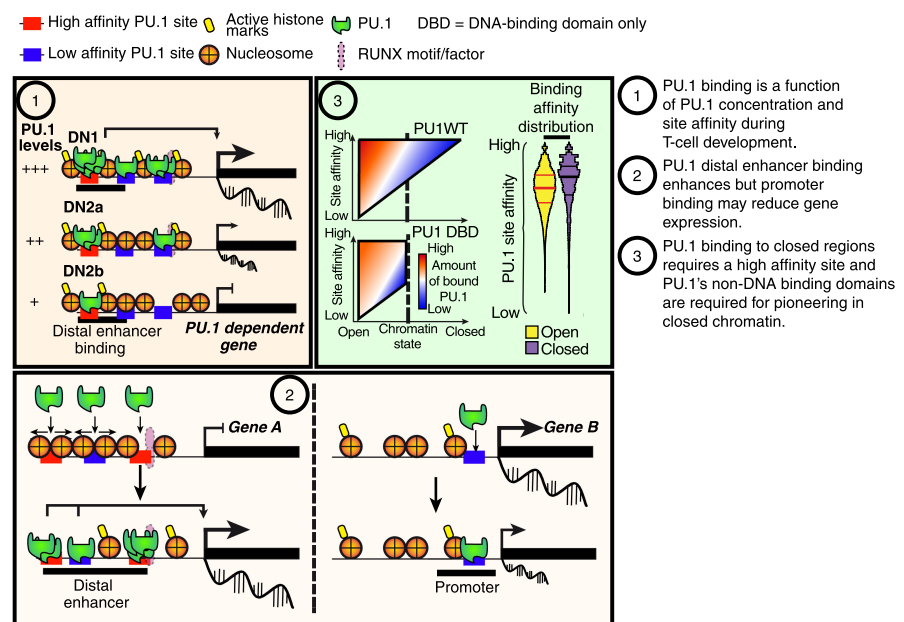 High affinity PU.1 site
Active histone
marks
PU.1
DBD = DNA-binding domain only
Low affinity PU.1 site
Nucleosome
RUNX motif/factor
1
PU.1
levels
DN1
+++
DN2a
++
DN2b
+
Distal enhancer
binding
PU.1 dependent
gene
3
High
PU1WT
Site affinity
Low
High
PU1 DBD
High
Amount
of bound
PU.1
Low
Site affinity
Low
Open
Chromatin
state
Closed
Binding
affinity
distribution
High
PU.1 site affinity
Low
Open
Closed
1
PU.1 binding is a function
of PU.1 concentration and
site affinity during
T-cell development.
2
PU.1 distal enhancer binding
enhances but promoter
binding may reduce gene
expression.
3
PU.1 binding to closed regions
requires a high affinity site and
PU.1's non-DNA binding domains
are required for pioneering in
closed chromatin.
2
Gene A
Distal
enhancer
Gene B
Promoter